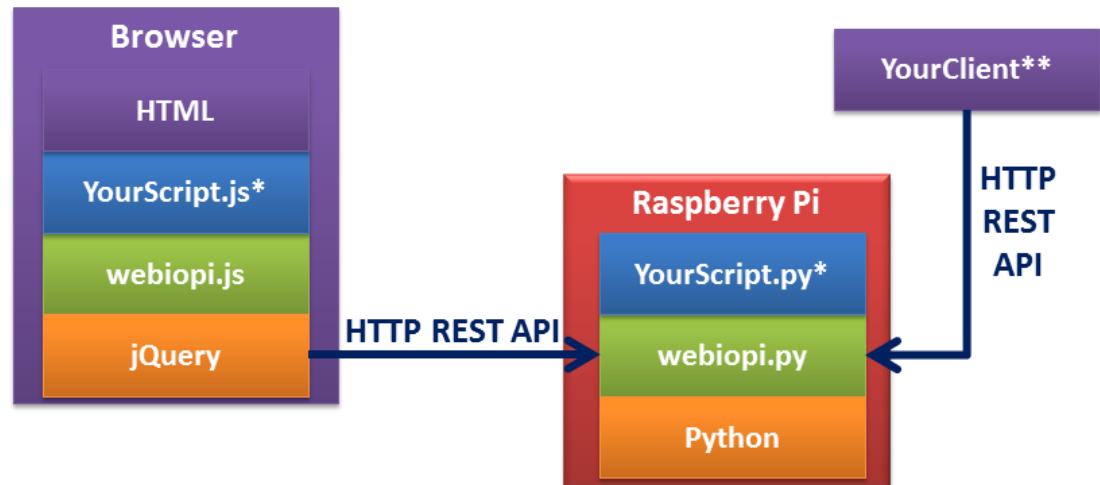 Browser
HTML
YourScript.js*
webiopi.js
jQuery
HTTP REST API
Raspberry Pi
YourScript.py*
webiopi.py
Python
YourClient**
HTTP
REST
API